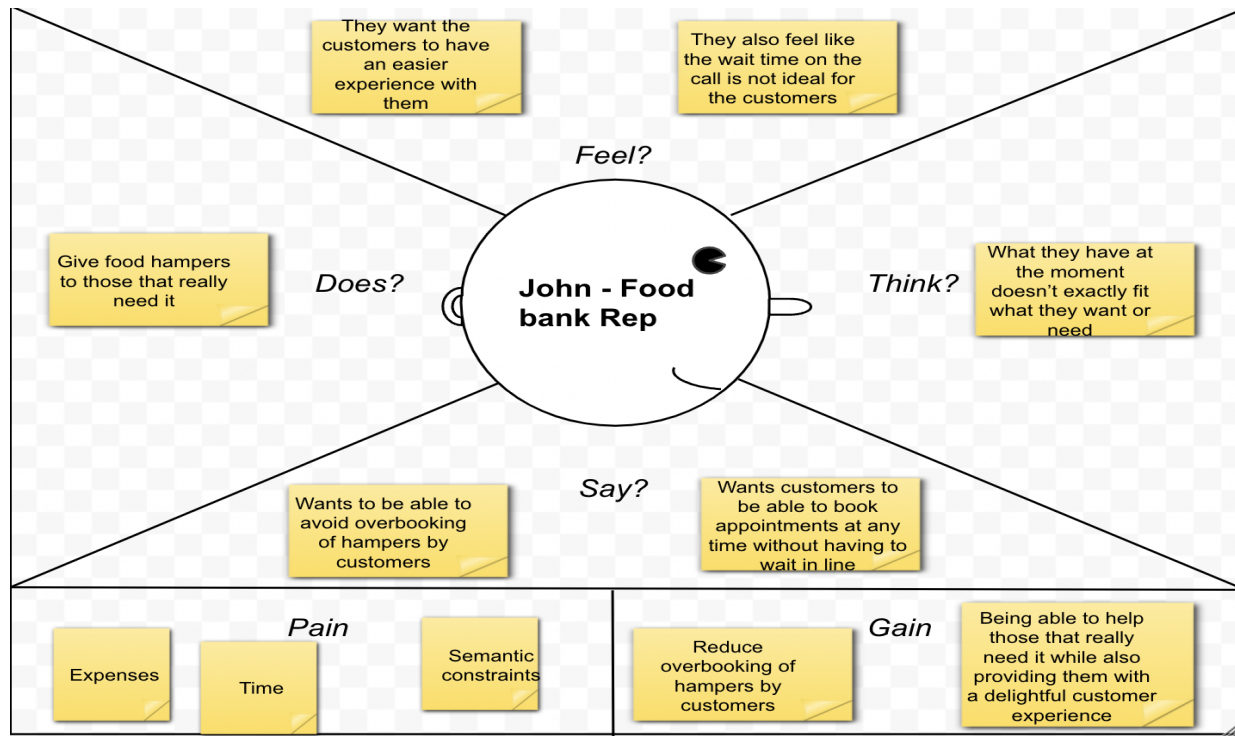 They want the
customers to have
an easier
experience with
them
They also feel like
the wait time on the
call is not ideal for
the customers
Feel?
Give food hampers
to those that really
need it
Does?
John - Food
bank Rep
Think?
What they have at
the moment
doesn’t exactly fit
what they want or
need
Say?
Wants to be able to
avoid overbooking
of hampers by
customers
Wants customers to
be able to book
appointments at any
time without having to
wait in line
Pain
Expenses
Time
Semantic
constraints
Gain
Reduce
overbooking of
hampers by
customers
Being able to help
those that really
need it while also
providing them with
a delightful customer
experience